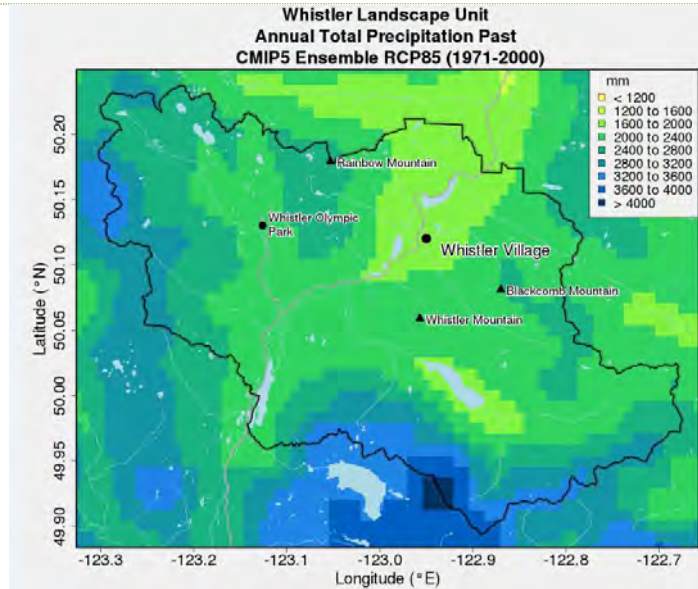 Whistler Landscape Unit
Annual Total Precipitation Past
CMIP5 Ensemble RCP85 (1971-2000)
mm
< 1200
1200 to 1600
1600 to 2000
2000 to 2400
2400 to 2800
2800 to 3200
3200 to 3600
3600 to 4000
> 4000
Rainbow Mountain
Whistler Olympic
Park
Whistler Village
Blackcomb Mountain
Whistler Mountain
Latitude (°N)
50.20
50.15
50.10
50.05
50.00
49.95
49.90
-123.3
-123.2
-123.1
-123.0
-122.9
-122.8
-122.7
Longitude (°E)